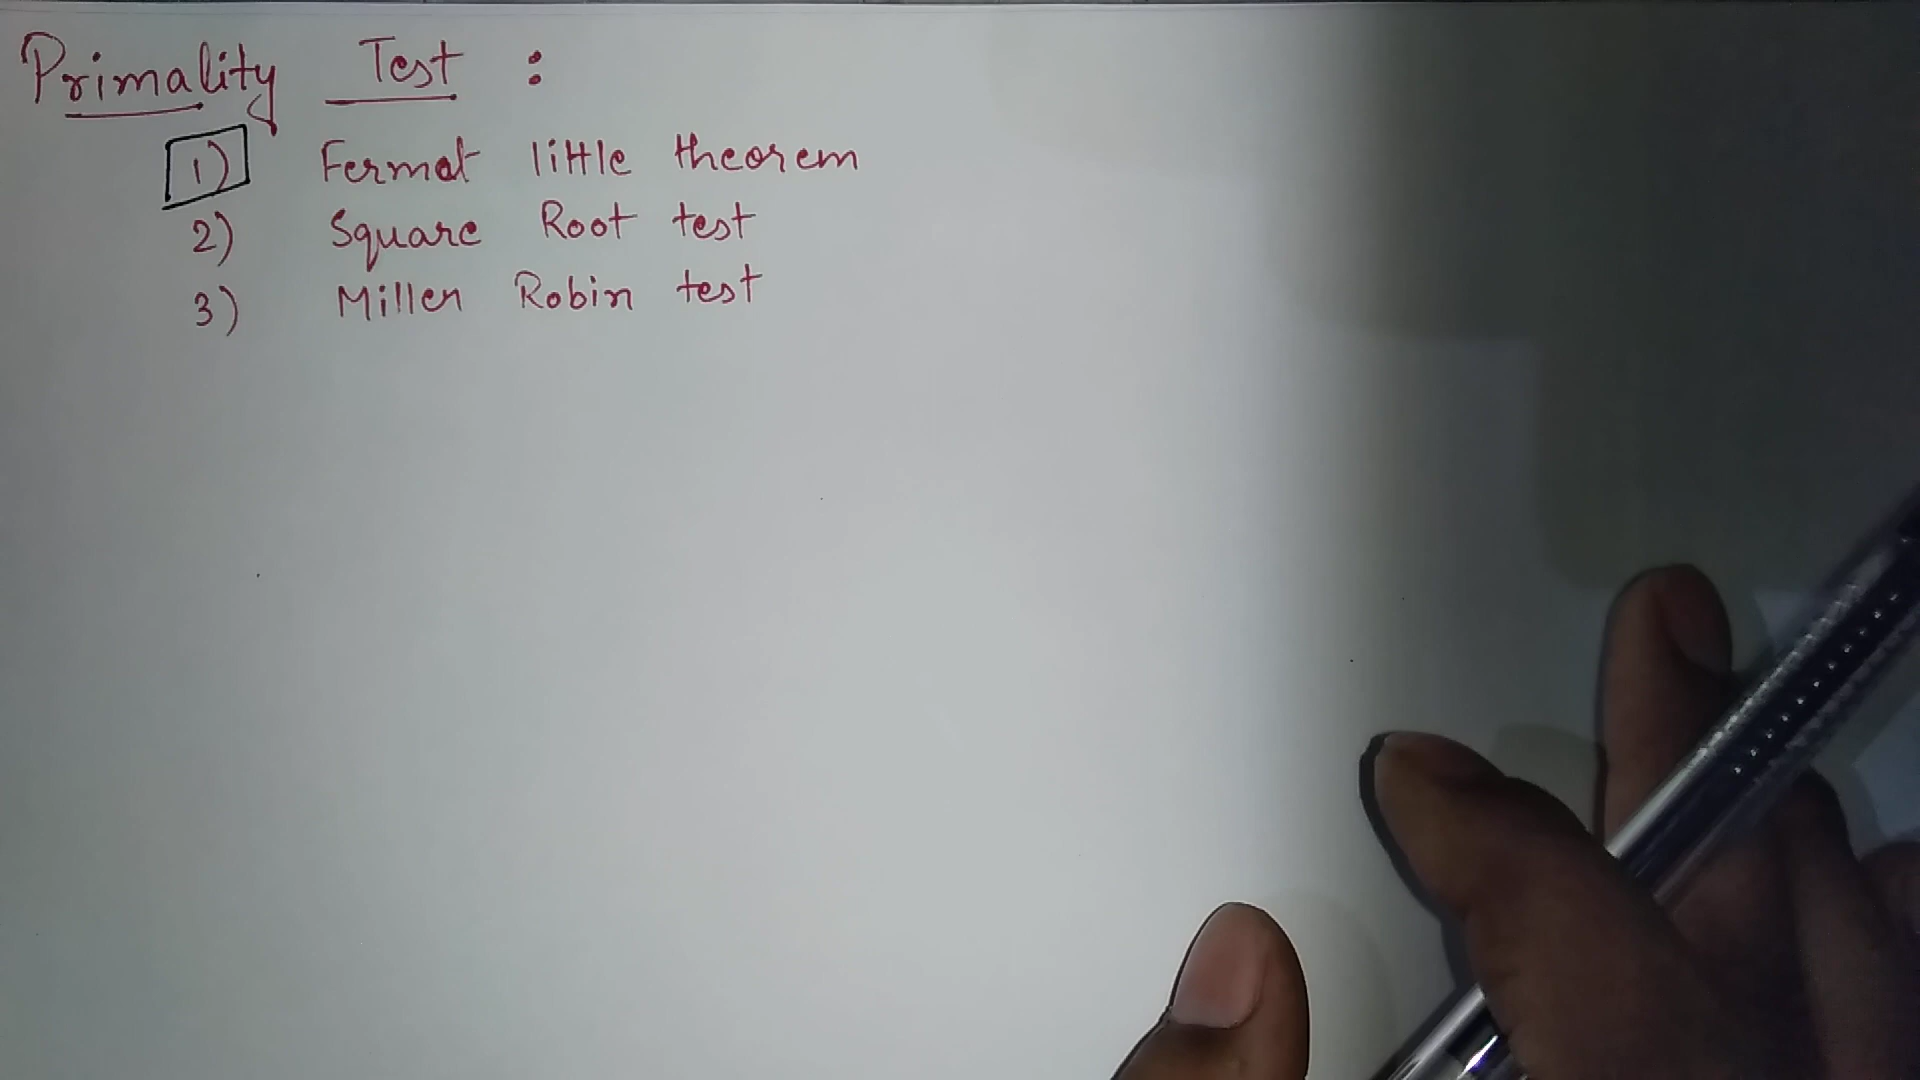 Primality Test :
1) Fermat little theorem
2) Square Root test
3) Miller Robin test